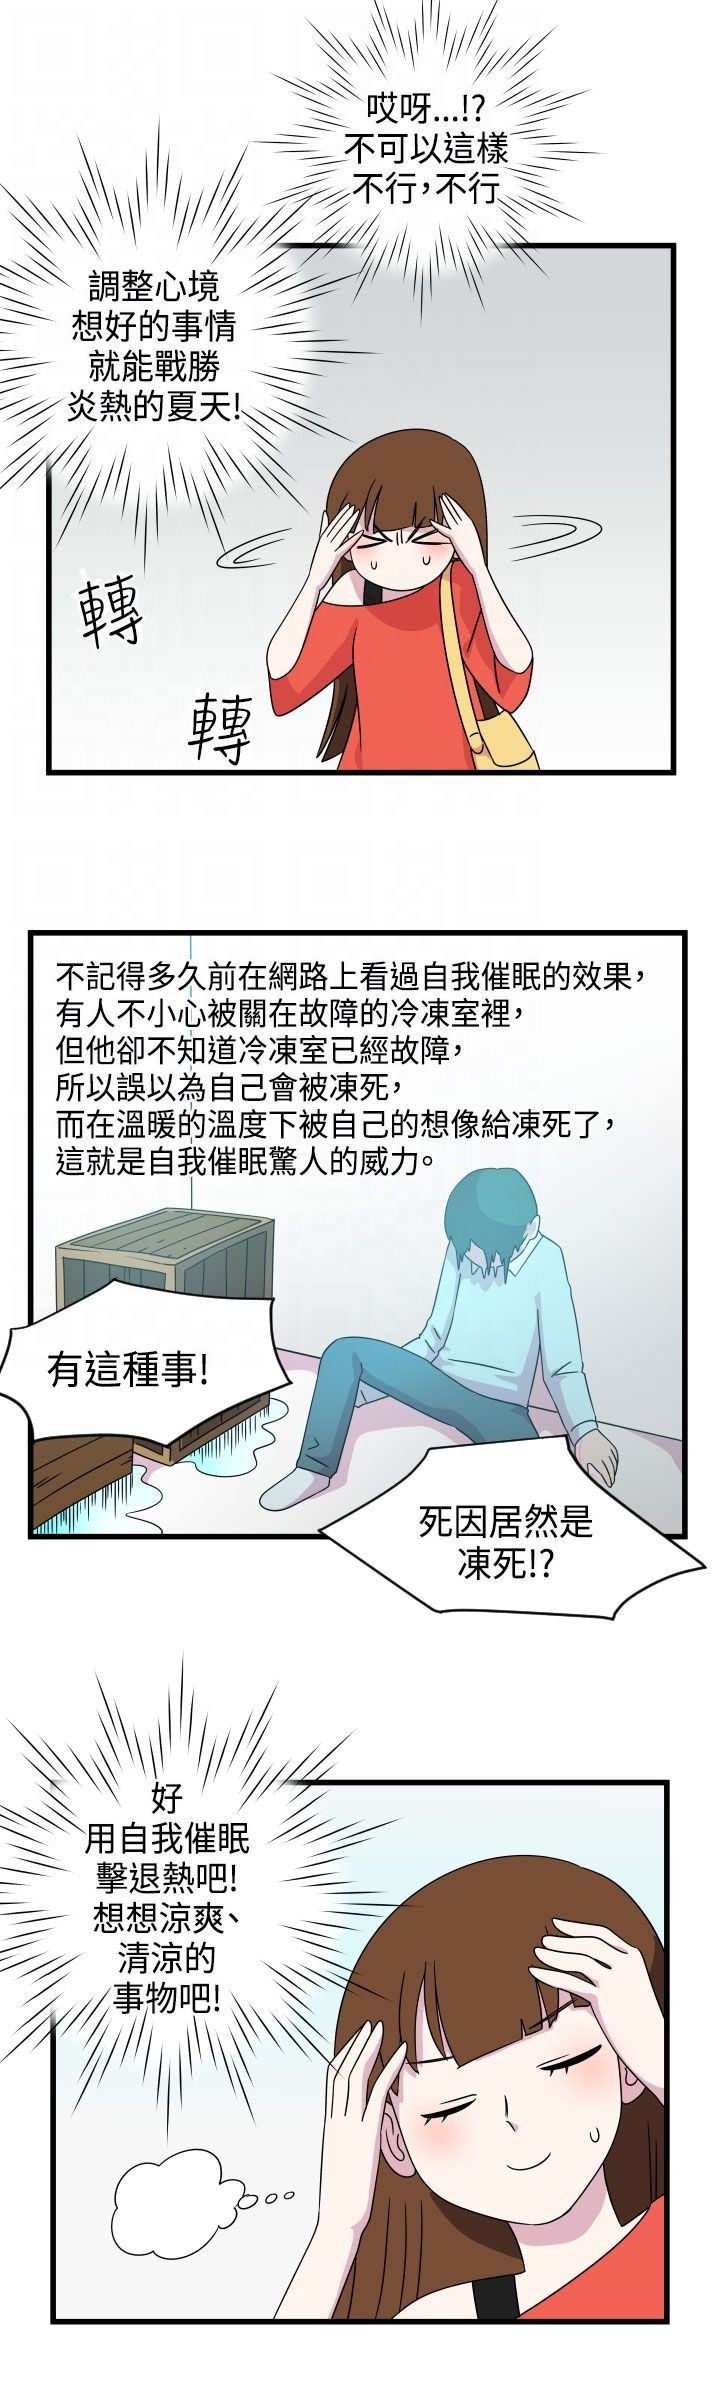 哎呀...!?
不可以這樣
不行,不行
調整心境
想好的事情
就能戰勝
炎熱的夏天!
轉
轉
不記得多久前在網路上看過自我催眠的效果,
有人不小心被關在故障的冷凍室裡,
但他卻不知道冷凍室已經故障,
所以誤以為自己會被凍死,
而在溫暖的溫度下被自己的想像給凍死了,
這就是自我催眠驚人的威力。
有這種事!
死因居然是
凍死!?
好
用自我催眠
擊退熱吧!
想想涼爽、
清涼的
事物吧!